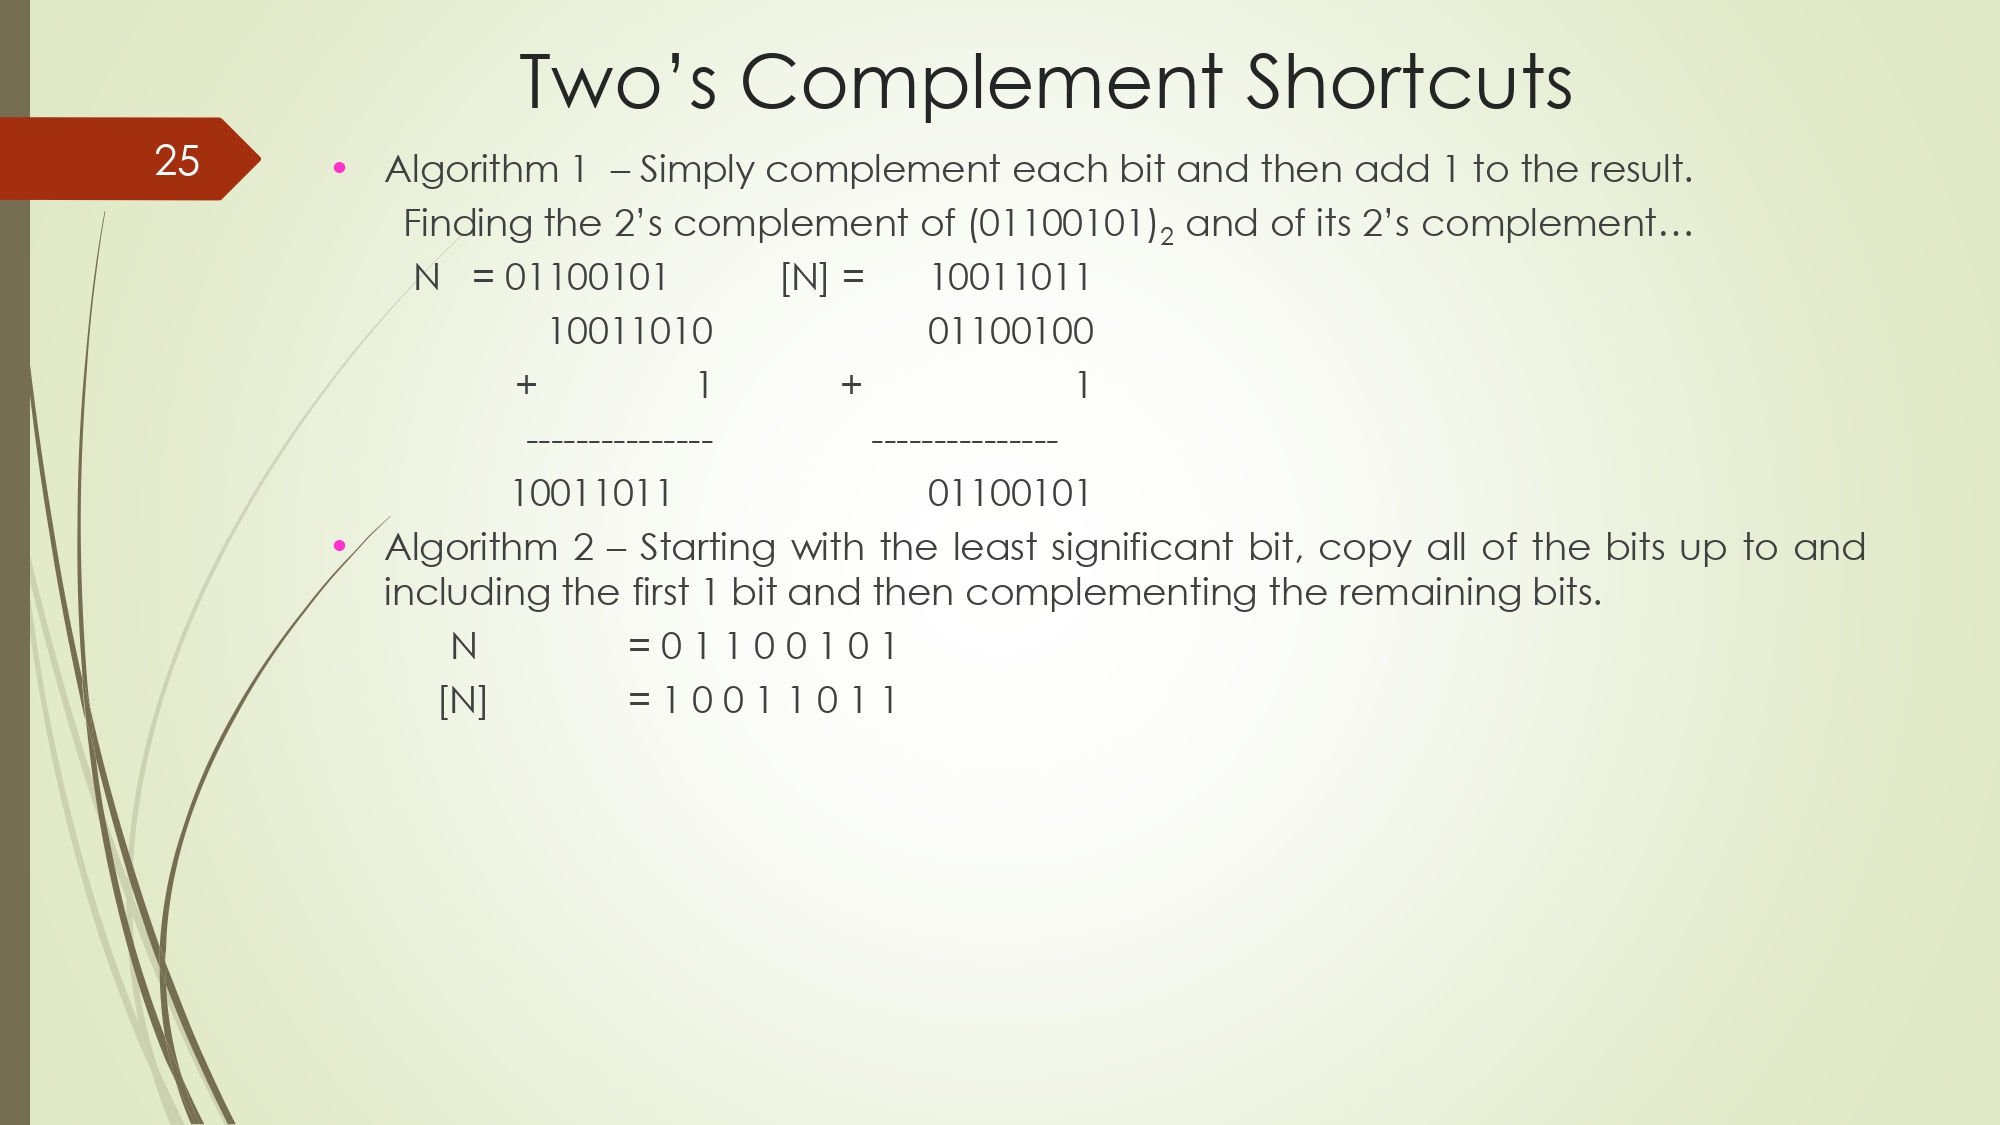 Two’s Complement Shortcuts
25
• Algorithm 1 – Simply complement each bit and then add 1 to the result.
Finding the 2’s complement of (01100101)₂ and of its 2’s complement…
N = 01100101 [N] = 10011011
10011010 01100100
+ 1 + 1
--------------- ---------------
10011011 01100101
• Algorithm 2 – Starting with the least significant bit, copy all of the bits up to and
including the first 1 bit and then complementing the remaining bits.
N = 0 1 1 0 0 1 0 1
[N] = 1 0 0 1 1 0 1 1